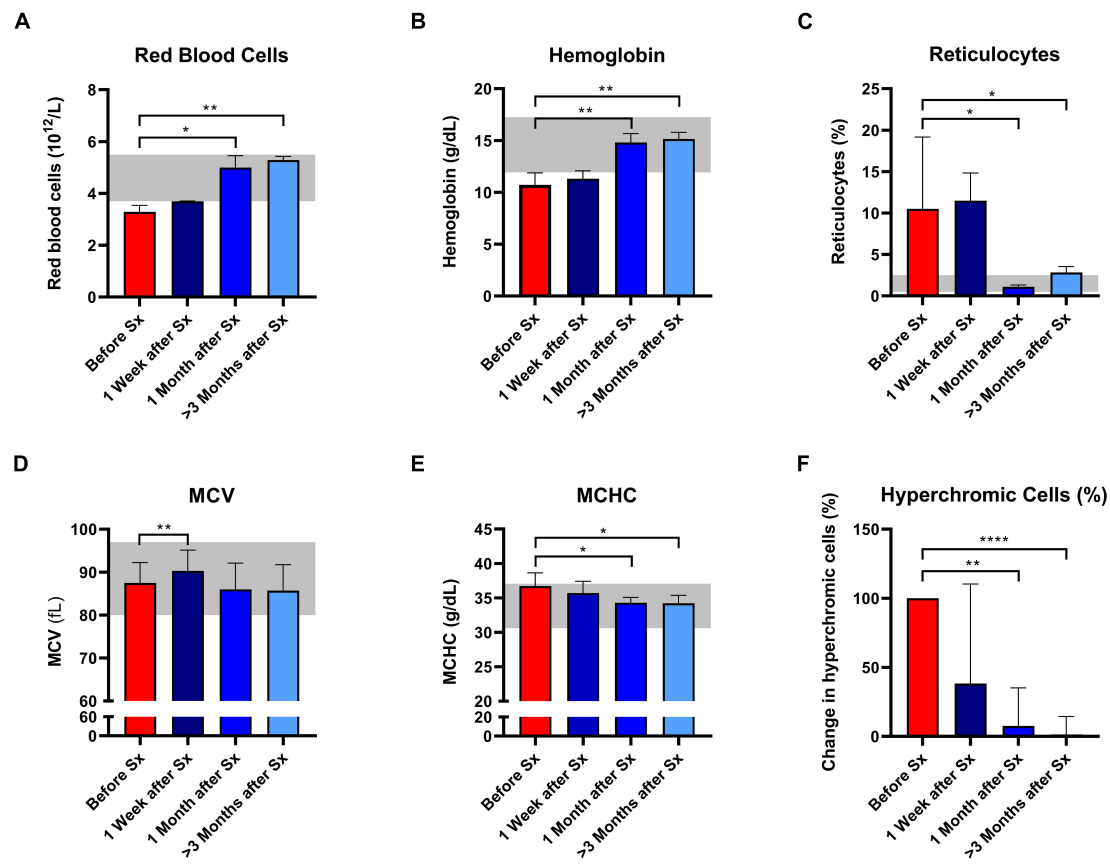 A
Red Blood Cells
Red blood cells (10¹²/L)
8
6
4
2
0
**
*
Before Sx
1 Week after Sx
1 Month after Sx
>3 Months after Sx
B
Hemoglobin
Hemoglobin (g/dL)
20
15
10
5
0
**
**
Before Sx
1 Week after Sx
1 Month after Sx
>3 Months after Sx
C
Reticulocytes
Reticulocytes (%)
25
20
15
10
5
0
*
*
Before Sx
1 Week after Sx
1 Month after Sx
>3 Months after Sx
D
MCV
MCV (fL)
100
90
80
70
60
60
0
**
Before Sx
1 Week after Sx
1 Month after Sx
>3 Months after Sx
E
MCHC
MCHC (g/dL)
45
40
35
30
25
20
20
0
*
*
Before Sx
1 Week after Sx
1 Month after Sx
>3 Months after Sx
F
Hyperchromic Cells (%)
Change in hyperchromic cells (%)
150
100
50
0
****
**
Before Sx
1 Week after Sx
1 Month after Sx
>3 Months after Sx